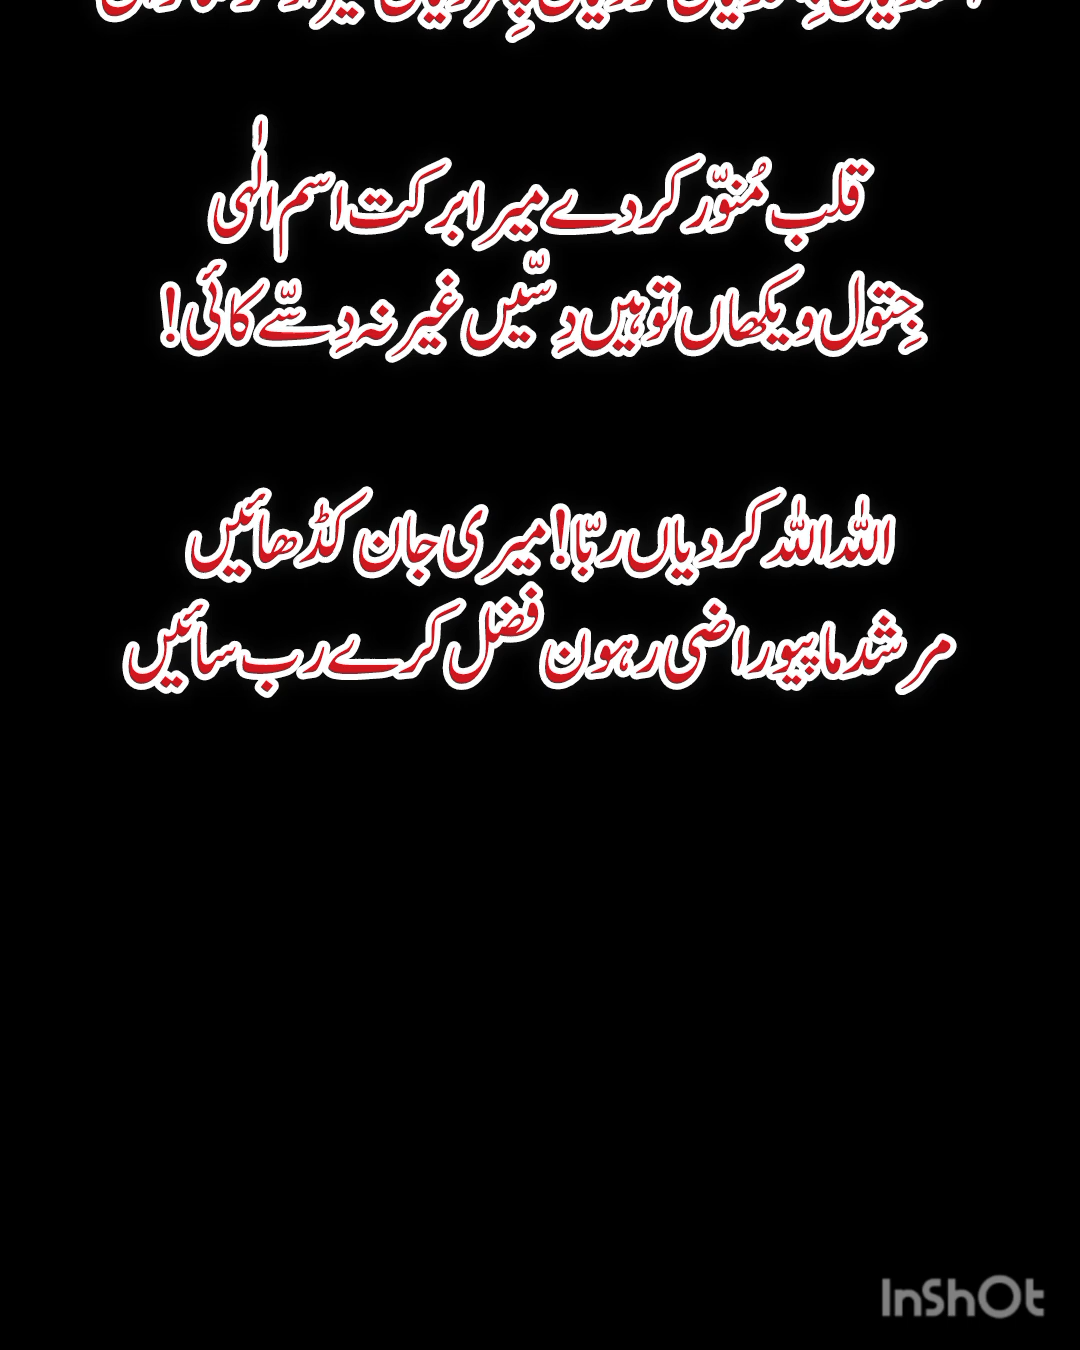 قلب مُنوّر کر دے میرا برکت اسم الٰہی
جِتول ویکھاں توہیں دِسّیں غیر نہ دِسّے کائی!
اللہ اللہ کردیاں ربّا! میری جان کڈھائیں
مرشد ماپیو راضی رہون فضل کرے رب سائیں
InShOt